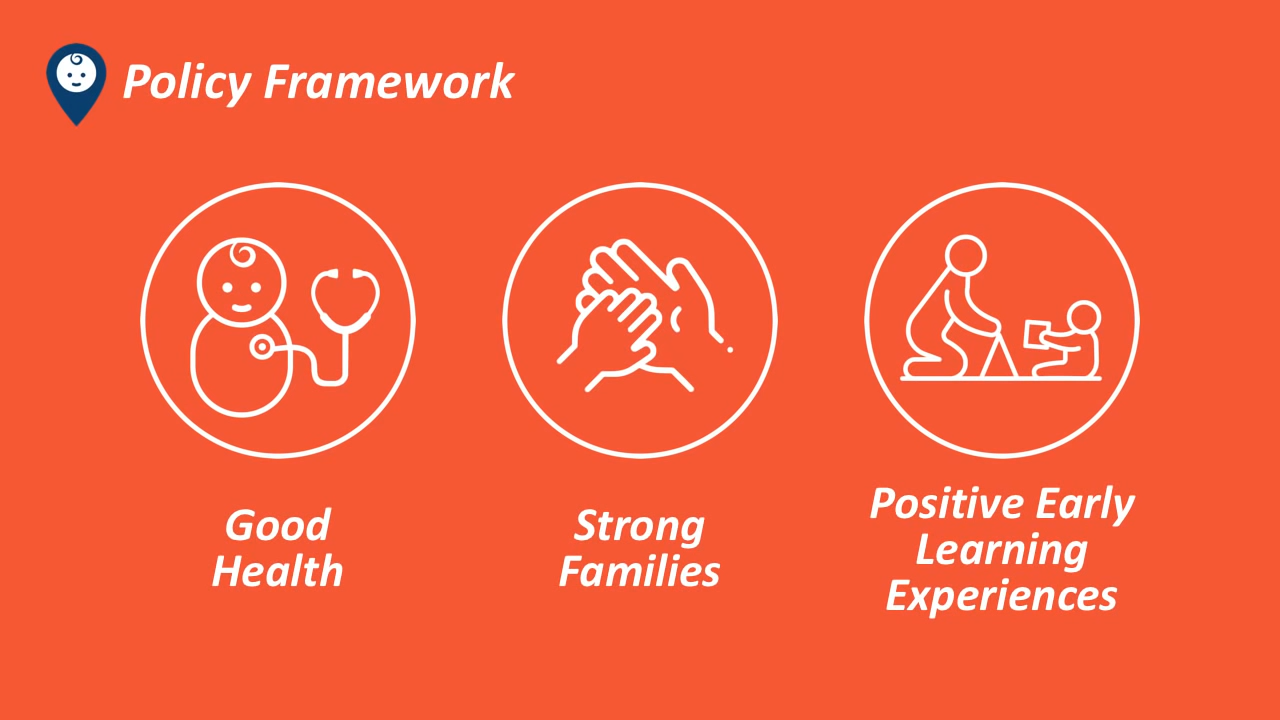 Policy Framework
Good
Health
Strong
Families
Positive Early
Learning
Experiences